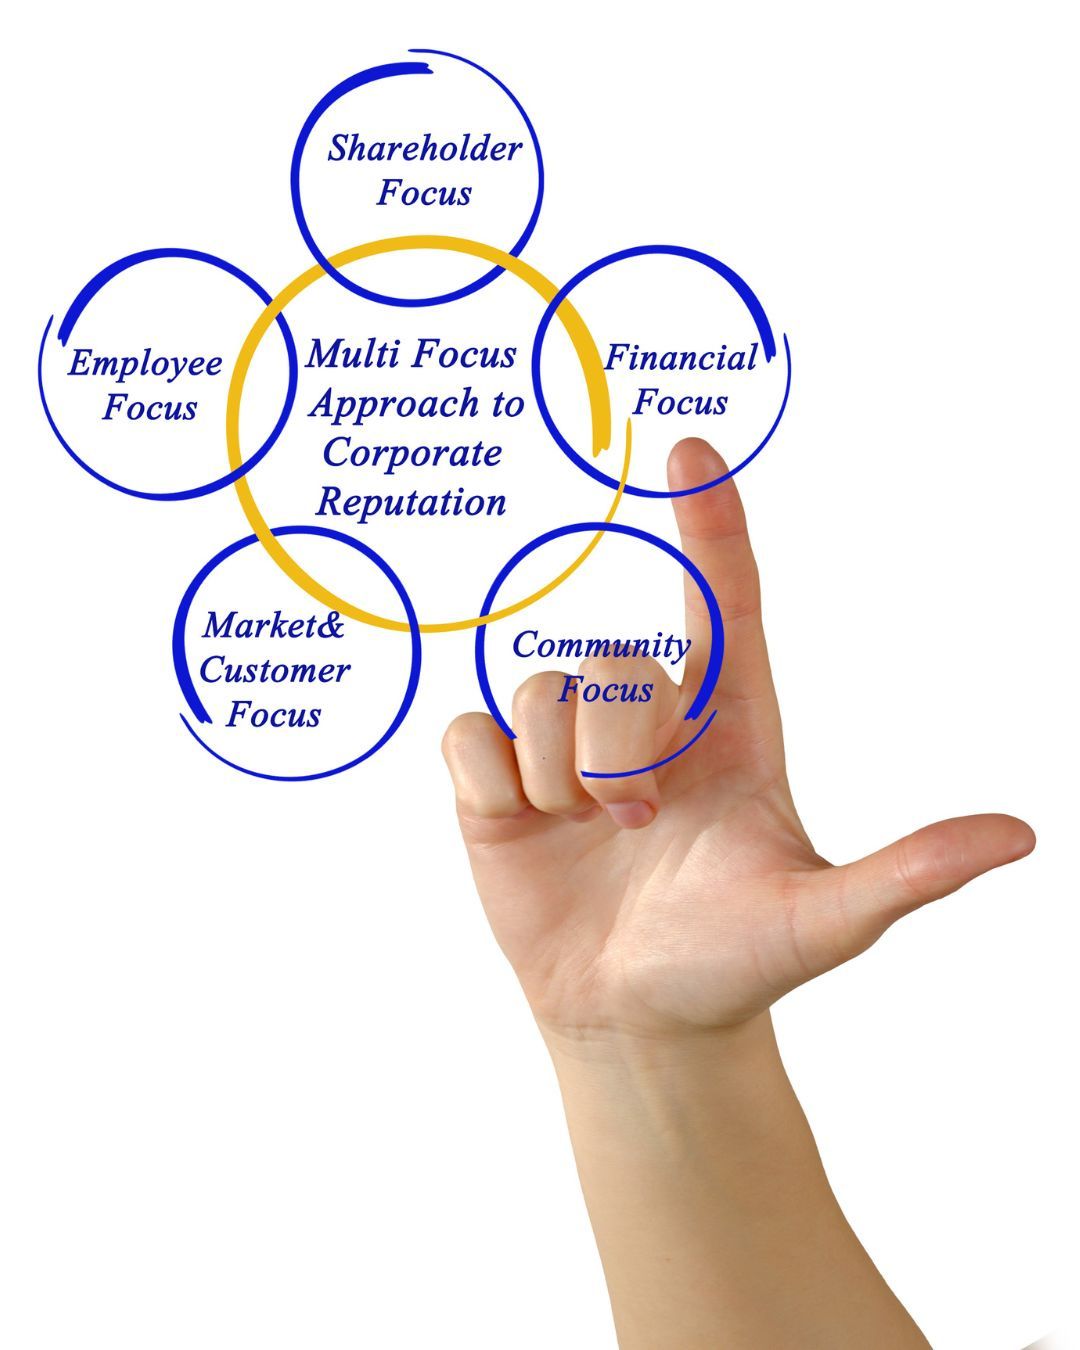 Shareholder
Focus
Employee
Focus
Multi Focus
Approach to
Corporate
Reputation
Financial
Focus
Market&
Customer
Focus
Community
Focus